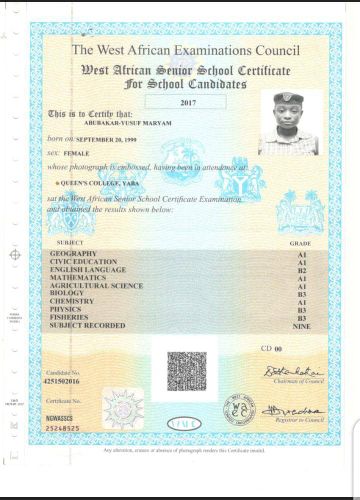 The West African Examinations Council
West African Senior School Certificate
For School Candidates
2017
This is to Certify that:
ABUBAKAR-YUSUF MARYAM
born on: SEPTEMBER 20, 1999
sex: FEMALE
whose photograph is embossed, having been in attendance at:
QUEEN'S COLLEGE, YABA
sat the West African Senior School Certificate Examination
and obtained the results shown below:
SUBJECT GRADE
GEOGRAPHY A1
CIVIC EDUCATION A1
ENGLISH LANGUAGE B2
MATHEMATICS A1
AGRICULTURAL SCIENCE A1
BIOLOGY B3
CHEMISTRY A1
PHYSICS B3
FISHERIES B3
SUBJECT RECORDED NINE
CD 00
Candidate No.
4251502016
Chairman of Council
Certificate No.
NGWASSCS
25248525
WAEC
Registrar to Council
Any alteration, erasure or absence of photograph renders this Certificate invalid.